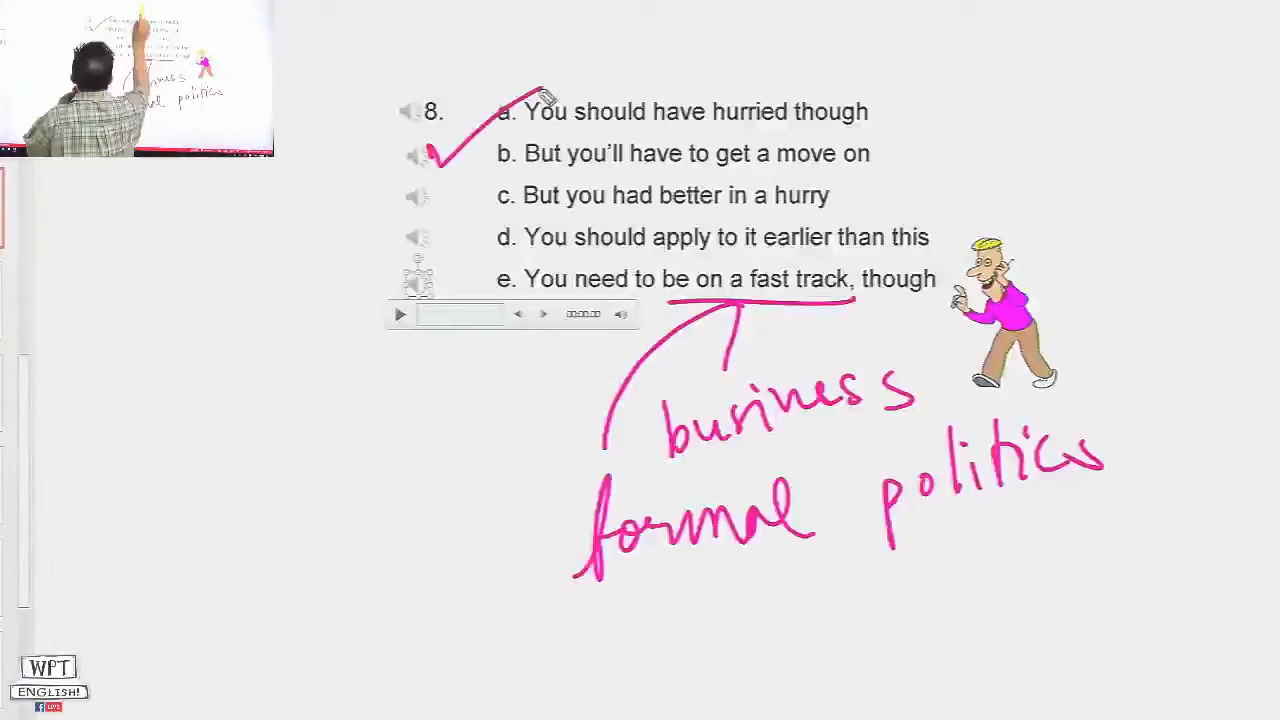 8. a. You should have hurried though
b. But you'll have to get a move on
c. But you had better in a hurry
d. You should apply to it earlier than this
e. You need to be on a fast track, though
00:00.00
business
formal politics
WPT
ENGLISH!
f LIVE